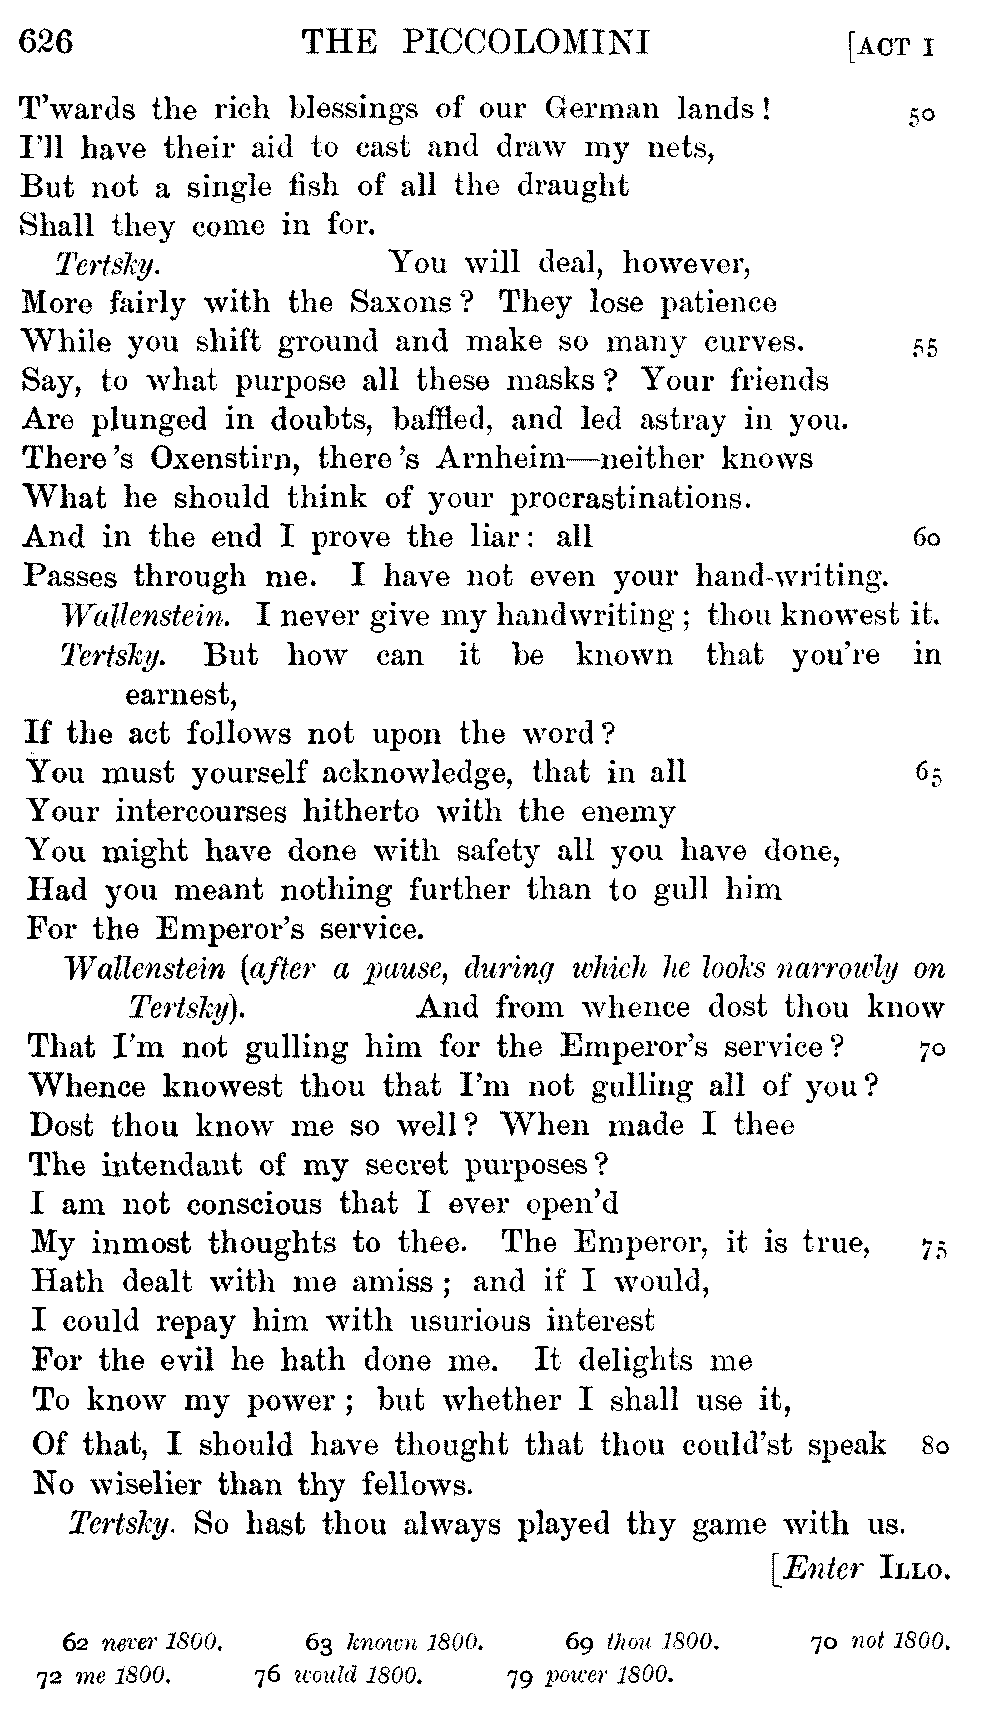 626 THE PICCOLOMINI [ACT I
T'wards the rich blessings of our German lands! 50
I'll have their aid to cast and draw my nets,
But not a single fish of all the draught
Shall they come in for.
Tertsky. You will deal, however,
More fairly with the Saxons? They lose patience
While you shift ground and make so many curves. 55
Say, to what purpose all these masks? Your friends
Are plunged in doubts, baffled, and led astray in you.
There's Oxenstirn, there's Arnheim—neither knows
What he should think of your procrastinations.
And in the end I prove the liar: all 60
Passes through me. I have not even your hand-writing.
Wallenstein. I never give my handwriting; thou knowest it.
Tertsky. But how can it be known that you're in
earnest,
If the act follows not upon the word?
You must yourself acknowledge, that in all 65
Your intercourses hitherto with the enemy
You might have done with safety all you have done,
Had you meant nothing further than to gull him
For the Emperor's service.
Wallenstein (after a pause, during which he looks narrowly on
Tertsky). And from whence dost thou know
That I'm not gulling him for the Emperor's service? 70
Whence knowest thou that I'm not gulling all of you?
Dost thou know me so well? When made I thee
The intendant of my secret purposes?
I am not conscious that I ever open'd
My inmost thoughts to thee. The Emperor, it is true, 75
Hath dealt with me amiss; and if I would,
I could repay him with usurious interest
For the evil he hath done me. It delights me
To know my power; but whether I shall use it,
Of that, I should have thought that thou could'st speak 80
No wiselier than thy fellows.
Tertsky. So hast thou always played thy game with us.
[Enter ILLO.
62 never 1800. 63 known 1800. 69 thou 1800. 70 not 1800.
72 me 1800. 76 would 1800. 79 power 1800.